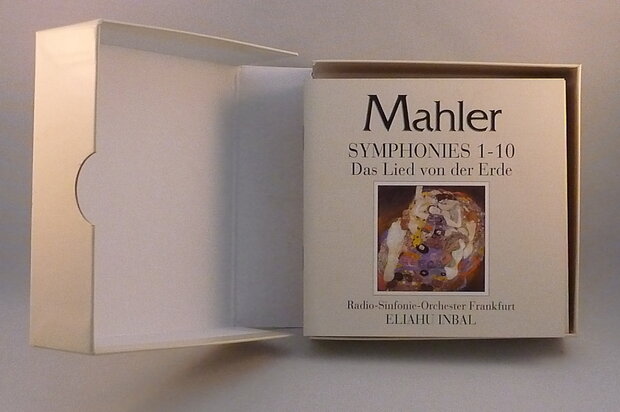 Mahler
SYMPHONIES 1-10
Das Lied von der Erde
Radio-Sinfonie-Orchester Frankfurt
ELIAHU INBAL